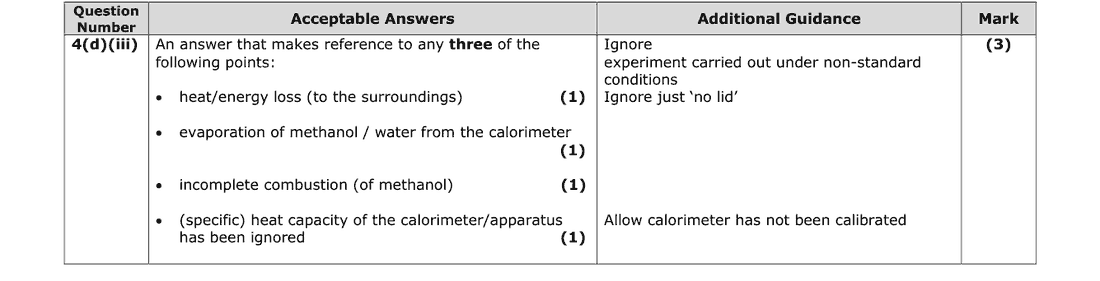 Question Number
Acceptable Answers
Additional Guidance
Mark
4(d)(iii)
An answer that makes reference to any three of the
following points:
• heat/energy loss (to the surroundings) (1)
• evaporation of methanol / water from the calorimeter
(1)
• incomplete combustion (of methanol) (1)
• (specific) heat capacity of the calorimeter/apparatus
has been ignored (1)
Ignore
experiment carried out under non-standard
conditions
Ignore just ‘no lid’
Allow calorimeter has not been calibrated
(3)